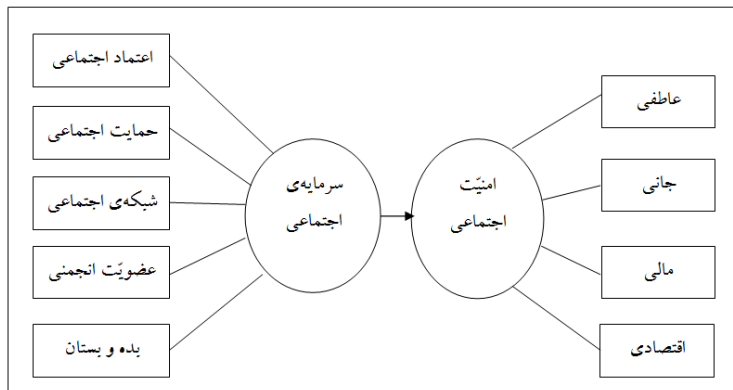 اعتماد اجتماعی
حمایت اجتماعی
شبکه‌ی اجتماعی
عضویّت انجمنی
بده و بستان
سرمایه‌ی
اجتماعی
امنیّت
اجتماعی
عاطفی
جانی
مالی
اقتصادی